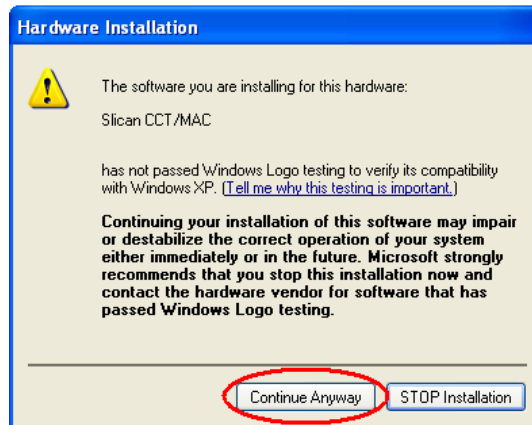 Hardware Installation
The software you are installing for this hardware:
Slican CCT/MAC
has not passed Windows Logo testing to verify its compatibility
with Windows XP. (Tell me why this testing is important.)
Continuing your installation of this software may impair
or destabilize the correct operation of your system
either immediately or in the future. Microsoft strongly
recommends that you stop this installation now and
contact the hardware vendor for software that has
passed Windows Logo testing.
Continue Anyway STOP Installation